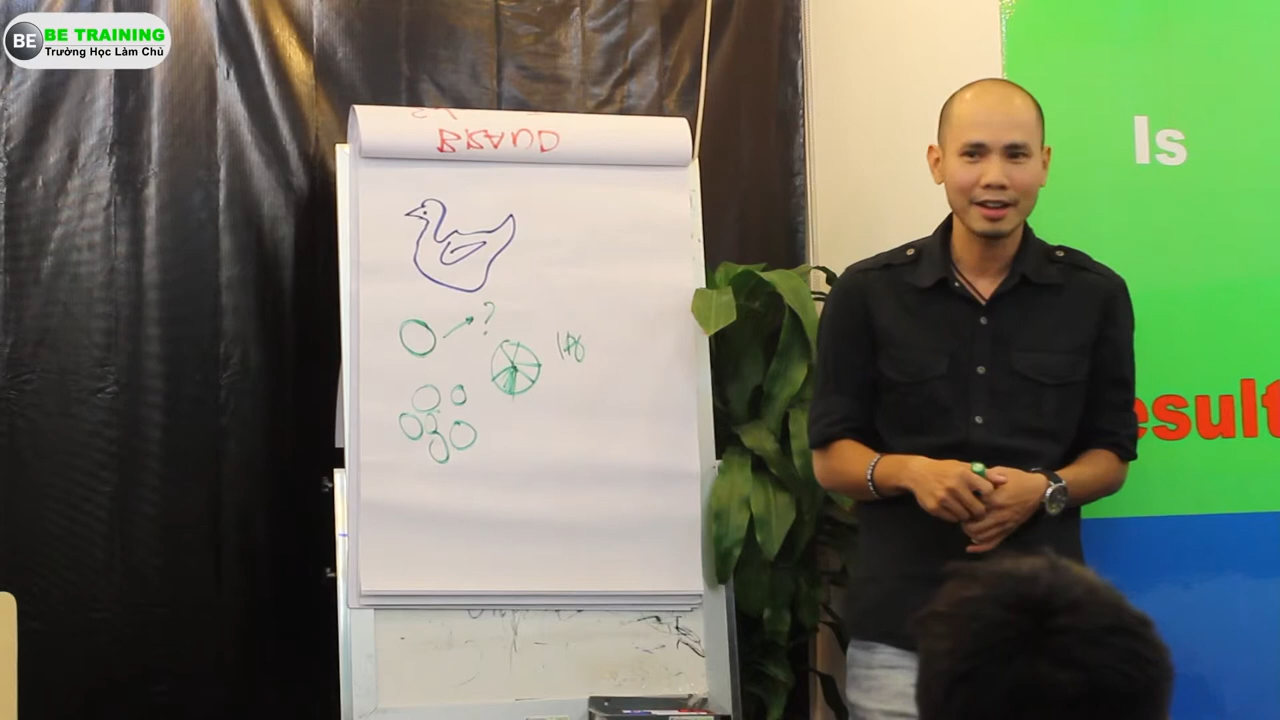 BE
BE TRAINING
Trường Học Làm Chủ
BRAND
?
Is
esult